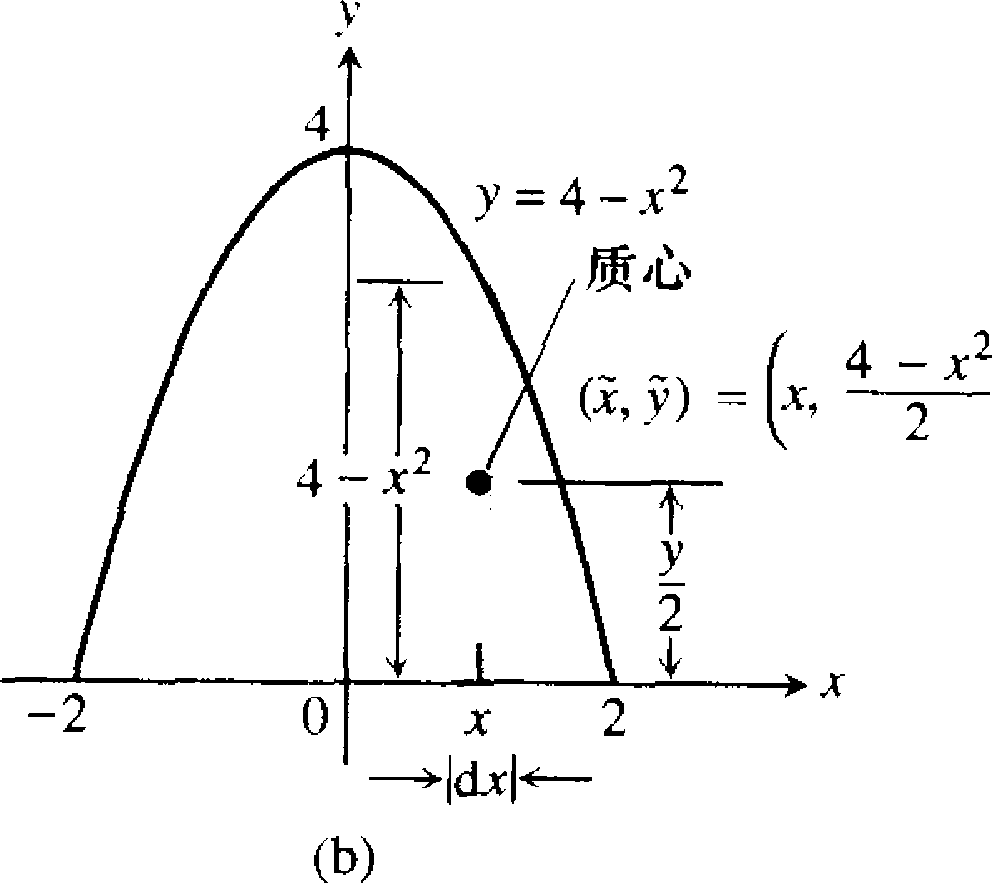 y
4
y = 4 − x²
质心
(x̃, ỹ) = (x, (4 − x²)/2
4 − x²
y/2
−2
0
x
2
x
|dx|
(b)